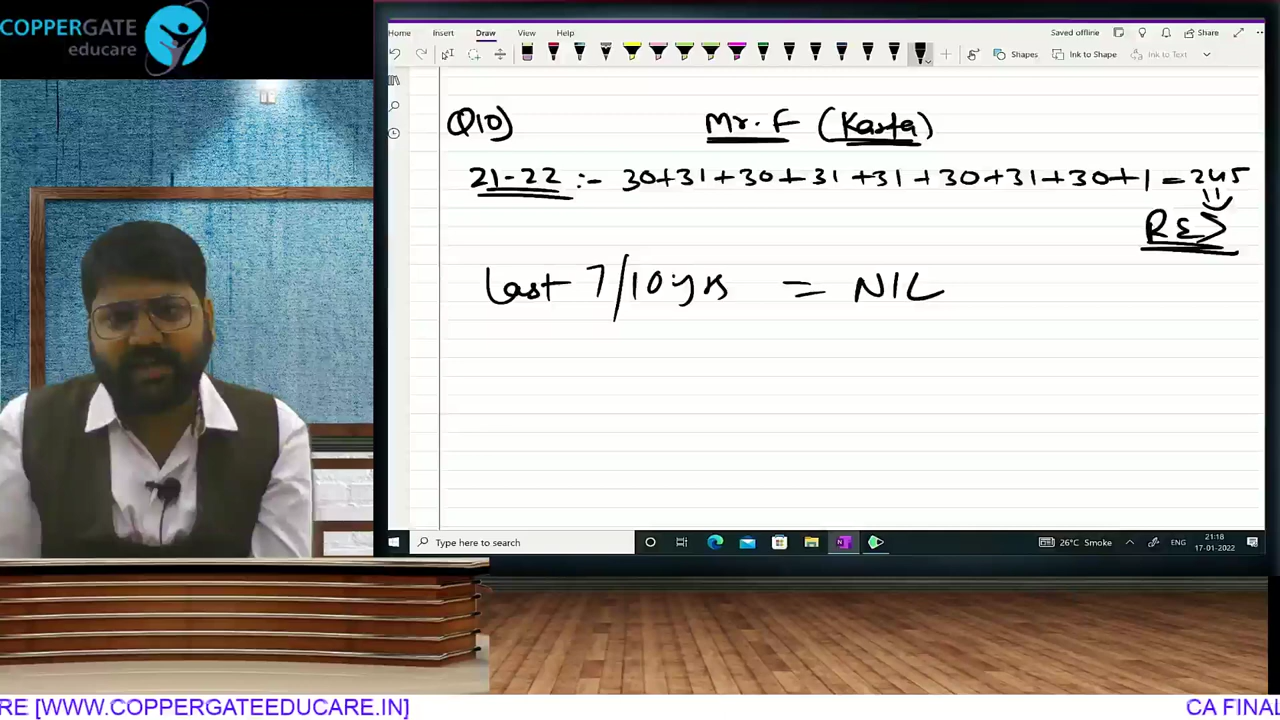 COPPERGATE
educare
Home Insert Draw View Help
Saved offline
Share
Shapes
Ink to Shape
Ink to Text
Q10) Mr. F (Karta)
21-22 :- 30+31+30+31+31+30+31+30+1=245
RES
last 7/10 yrs = NIL
Type here to search
26°C Smoke
ENG
21:18
17-01-2022
RE [WWW.COPPERGATEEDUCARE.IN]
CA FINAL